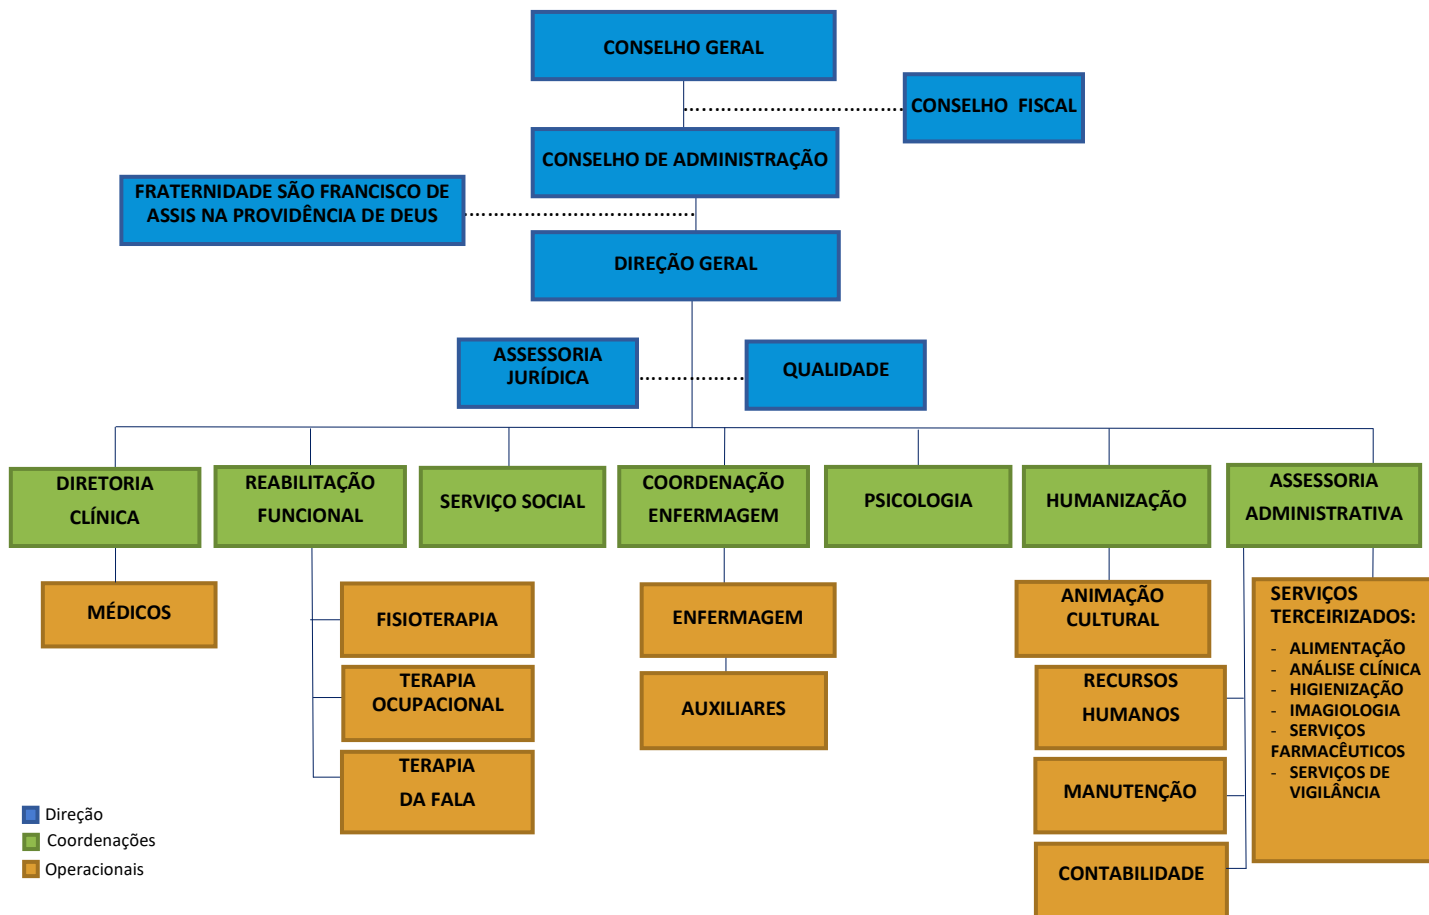 CONSELHO GERAL
CONSELHO FISCAL
CONSELHO DE ADMINISTRAÇÃO
FRATERNIDADE SÃO FRANCISCO DE
ASSIS NA PROVIDÊNCIA DE DEUS
DIREÇÃO GERAL
ASSESSORIA
JURÍDICA
QUALIDADE
DIRETORIA
CLÍNICA
REABILITAÇÃO
FUNCIONAL
SERVIÇO SOCIAL
COORDENAÇÃO
ENFERMAGEM
PSICOLOGIA
HUMANIZAÇÃO
ASSESSORIA
ADMINISTRATIVA
MÉDICOS
FISIOTERAPIA
TERAPIA
OCUPACIONAL
TERAPIA
DA FALA
ENFERMAGEM
AUXILIARES
ANIMAÇÃO
CULTURAL
RECURSOS
HUMANOS
MANUTENÇÃO
CONTABILIDADE
SERVIÇOS
TERCEIRIZADOS:
- ALIMENTAÇÃO
- ANÁLISE CLÍNICA
- HIGIENIZAÇÃO
- IMAGIOLOGIA
- SERVIÇOS
FARMACÊUTICOS
- SERVIÇOS DE
VIGILÂNCIA
Direção
Coordenações
Operacionais